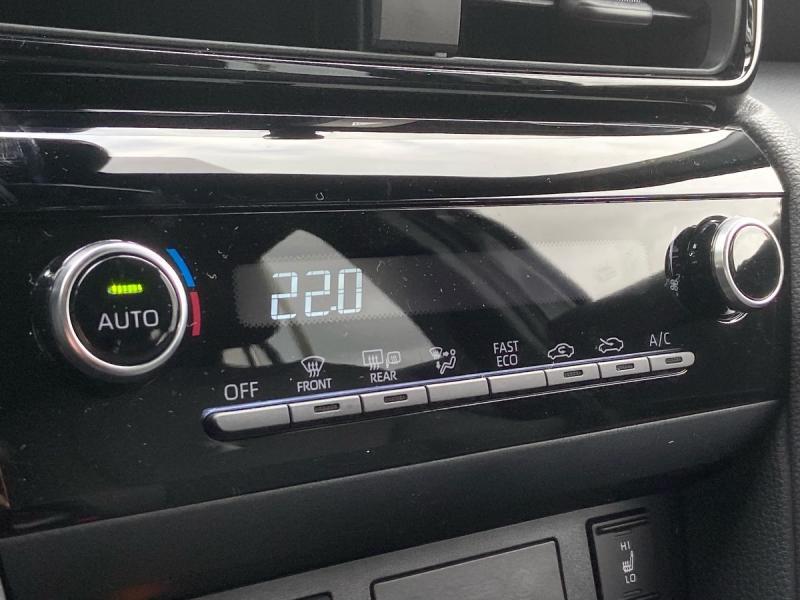 AUTO
22.0
OFF
FRONT
REAR
FAST
ECO
A/C
HI
LO